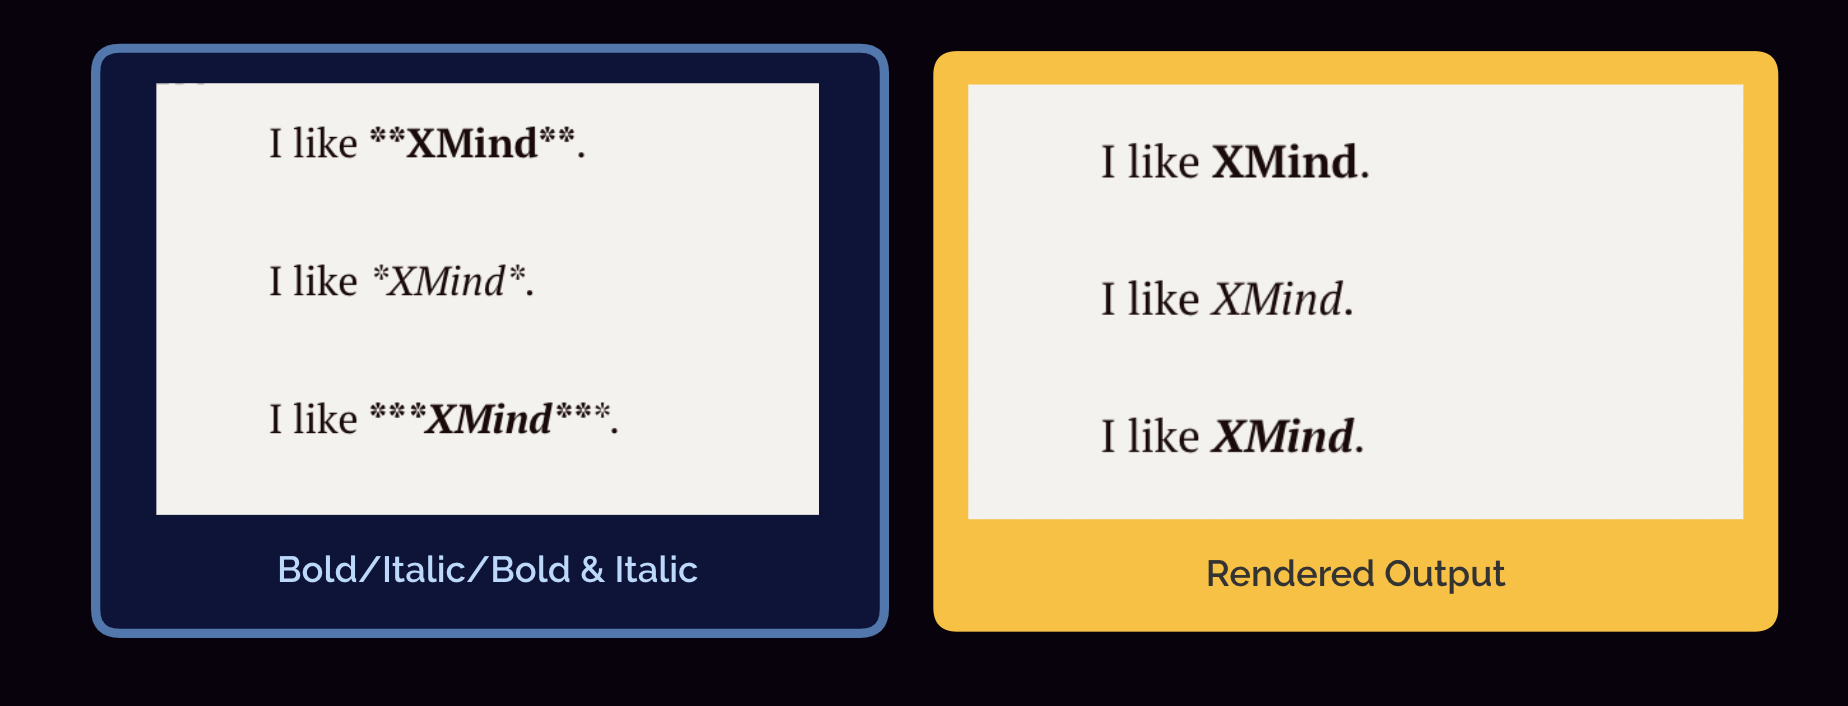 I like **XMind**.
I like *XMind*.
I like ***XMind***.
Bold/Italic/Bold & Italic
I like XMind.
I like XMind.
I like XMind.
Rendered Output